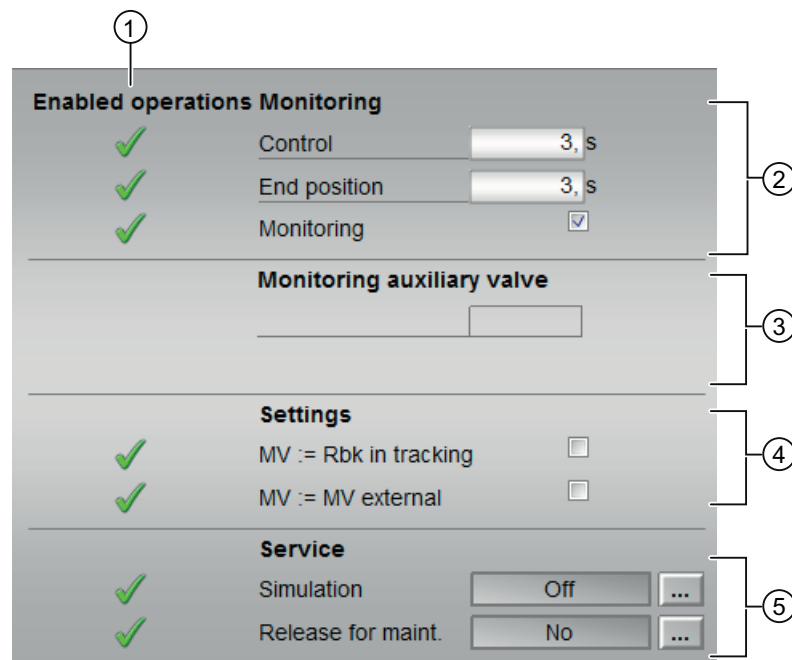 1
Enabled operations Monitoring
Control 3, s
End position 3, s
Monitoring
2
Monitoring auxiliary valve
3
Settings
MV := Rbk in tracking
MV := MV external
4
Service
Simulation Off ...
Release for maint. No ...
5